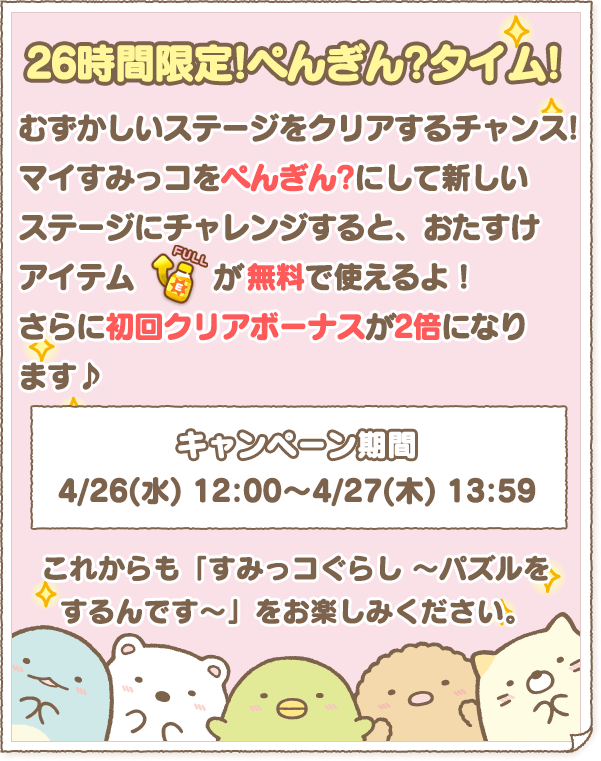 26時間限定!ぺんぎん?タイム!
むずかしいステージをクリアするチャンス!
マイすみっコをぺんぎん?にして新しい
ステージにチャレンジすると、おたすけ
アイテム FULL E が無料で使えるよ！
さらに初回クリアボーナスが2倍になり
ます♪
キャンペーン期間
4/26(水) 12:00～4/27(木) 13:59
これからも「すみっコぐらし ～パズルを
するんです～」をお楽しみください。